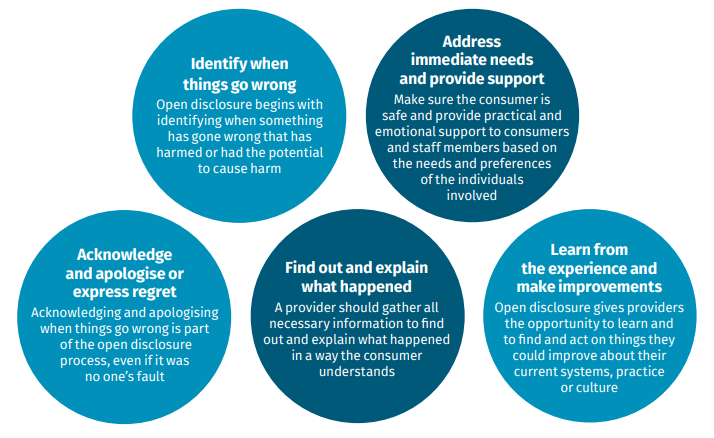 Identify when
things go wrong
Open disclosure begins with
identifying when something
has gone wrong that has
harmed or had the potential
to cause harm
Address
immediate needs
and provide support
Make sure the consumer is
safe and provide practical and
emotional support to consumers
and staff members based on
the needs and preferences
of the individuals
involved
Acknowledge
and apologise or
express regret
Acknowledging and apologising
when things go wrong is part
of the open disclosure
process, even if it was
no one's fault
Find out and explain
what happened
A provider should gather all
necessary information to find
out and explain what happened
in a way the consumer
understands
Learn from
the experience and
make improvements
Open disclosure gives providers
the opportunity to learn and
to find and act on things they
could improve about their
current systems, practice
or culture